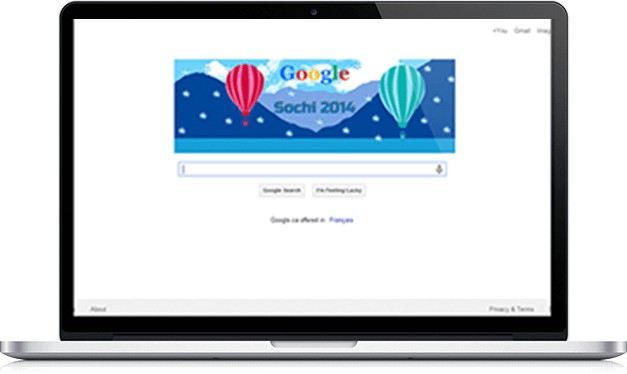 +You Gmail Imag
Google
Sochi 2014
Google Search I'm Feeling Lucky
Google.ca offered in: Français
About Privacy & Terms